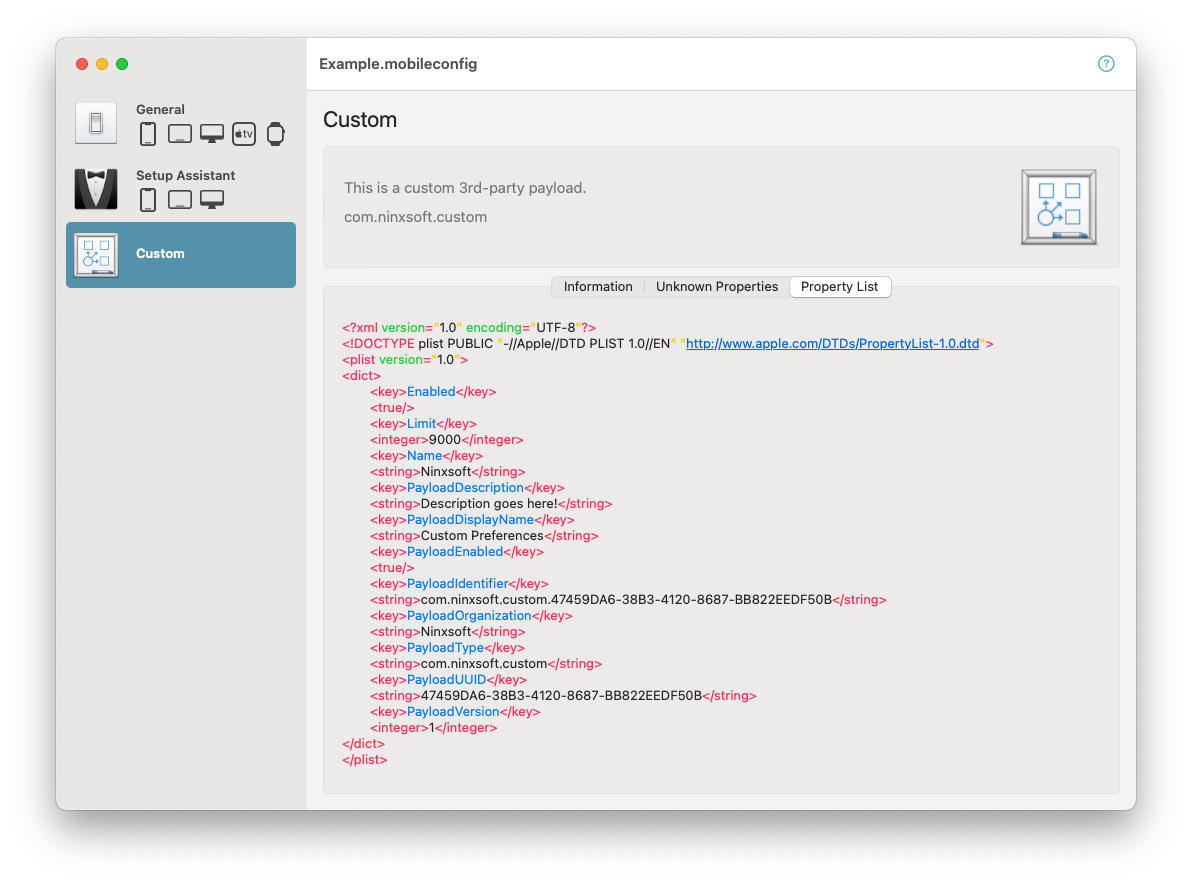 Example.mobileconfig
?
General
tv
Setup Assistant
Custom
Custom
This is a custom 3rd-party payload.
com.ninxsoft.custom
Information Unknown Properties Property List
<?xml version="1.0" encoding="UTF-8"?>
<!DOCTYPE plist PUBLIC "-//Apple//DTD PLIST 1.0//EN" "http://www.apple.com/DTDs/PropertyList-1.0.dtd">
<plist version="1.0">
<dict>
<key>Enabled</key>
<true/>
<key>Limit</key>
<integer>9000</integer>
<key>Name</key>
<string>Ninxsoft</string>
<key>PayloadDescription</key>
<string>Description goes here!</string>
<key>PayloadDisplayName</key>
<string>Custom Preferences</string>
<key>PayloadEnabled</key>
<true/>
<key>PayloadIdentifier</key>
<string>com.ninxsoft.custom.47459DA6-38B3-4120-8687-BB822EEDF50B</string>
<key>PayloadOrganization</key>
<string>Ninxsoft</string>
<key>PayloadType</key>
<string>com.ninxsoft.custom</string>
<key>PayloadUUID</key>
<string>47459DA6-38B3-4120-8687-BB822EEDF50B</string>
<key>PayloadVersion</key>
<integer>1</integer>
</dict>
</plist>